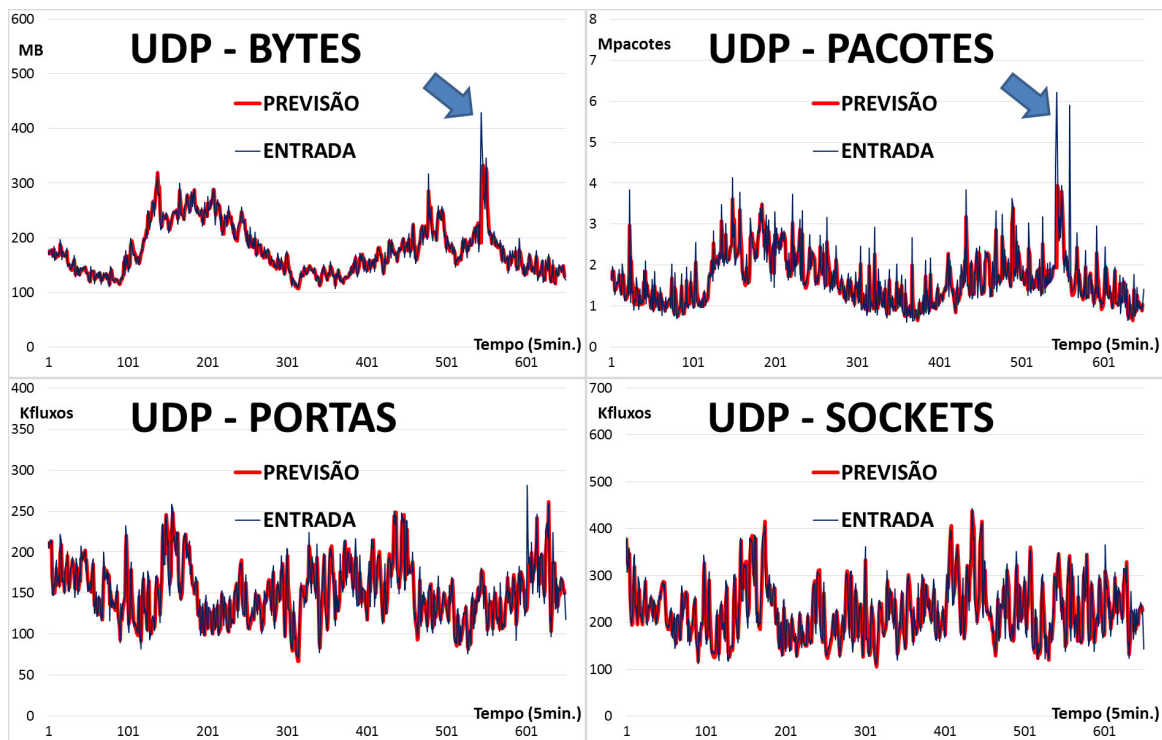 UDP - BYTES
MB
600
500
400
300
200
100
0
PREVISÃO
ENTRADA
Tempo (5min.)
1 101 201 301 401 501 601
UDP - PACOTES
Mpacotes
8
7
6
5
4
3
2
1
0
PREVISÃO
ENTRADA
Tempo (5min.)
1 101 201 301 401 501 601
UDP - PORTAS
Kfluxos
400
350
300
250
200
150
100
50
0
PREVISÃO
ENTRADA
Tempo (5min.)
1 101 201 301 401 501 601
UDP - SOCKETS
Kfluxos
700
600
500
400
300
200
100
0
PREVISÃO
ENTRADA
Tempo (5min.)
1 101 201 301 401 501 601